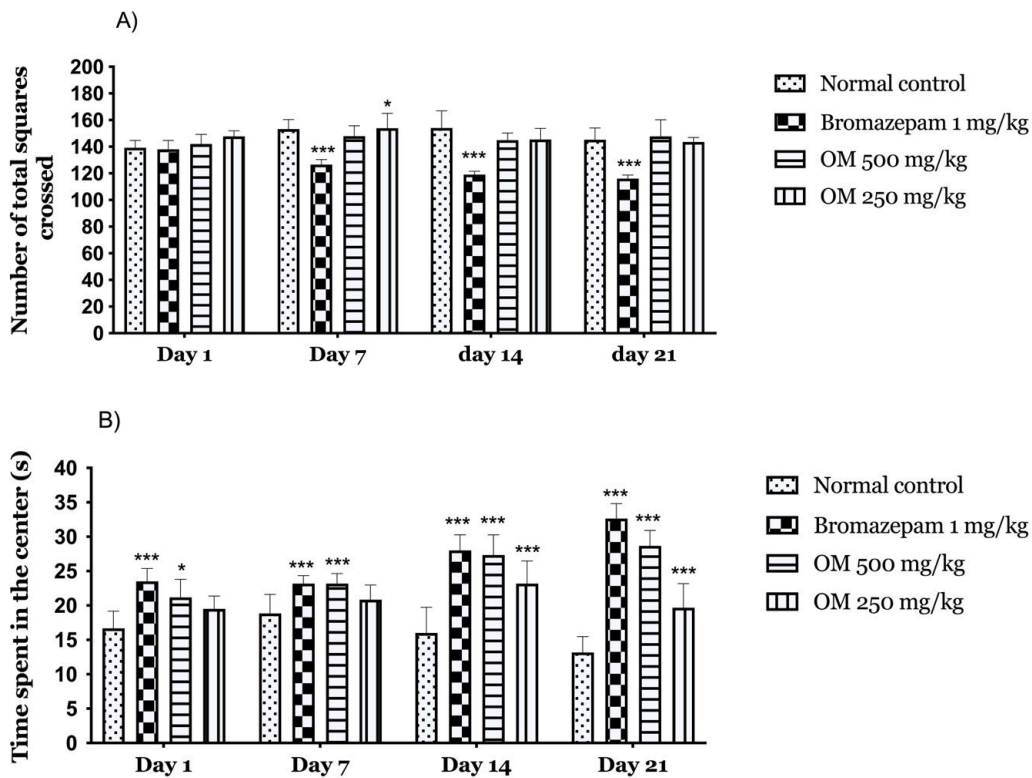 A)
Number of total squares
crossed
200
180
160
140
120
100
80
60
40
20
0
***
*
***
***
Day 1
Day 7
day 14
day 21
Normal control
Bromazepam 1 mg/kg
OM 500 mg/kg
OM 250 mg/kg
B)
Time spent in the center (s)
40
35
30
25
20
15
10
5
0
***
*
***
***
***
***
***
***
***
***
Day 1
Day 7
Day 14
Day 21
Normal control
Bromazepam 1 mg/kg
OM 500 mg/kg
OM 250 mg/kg